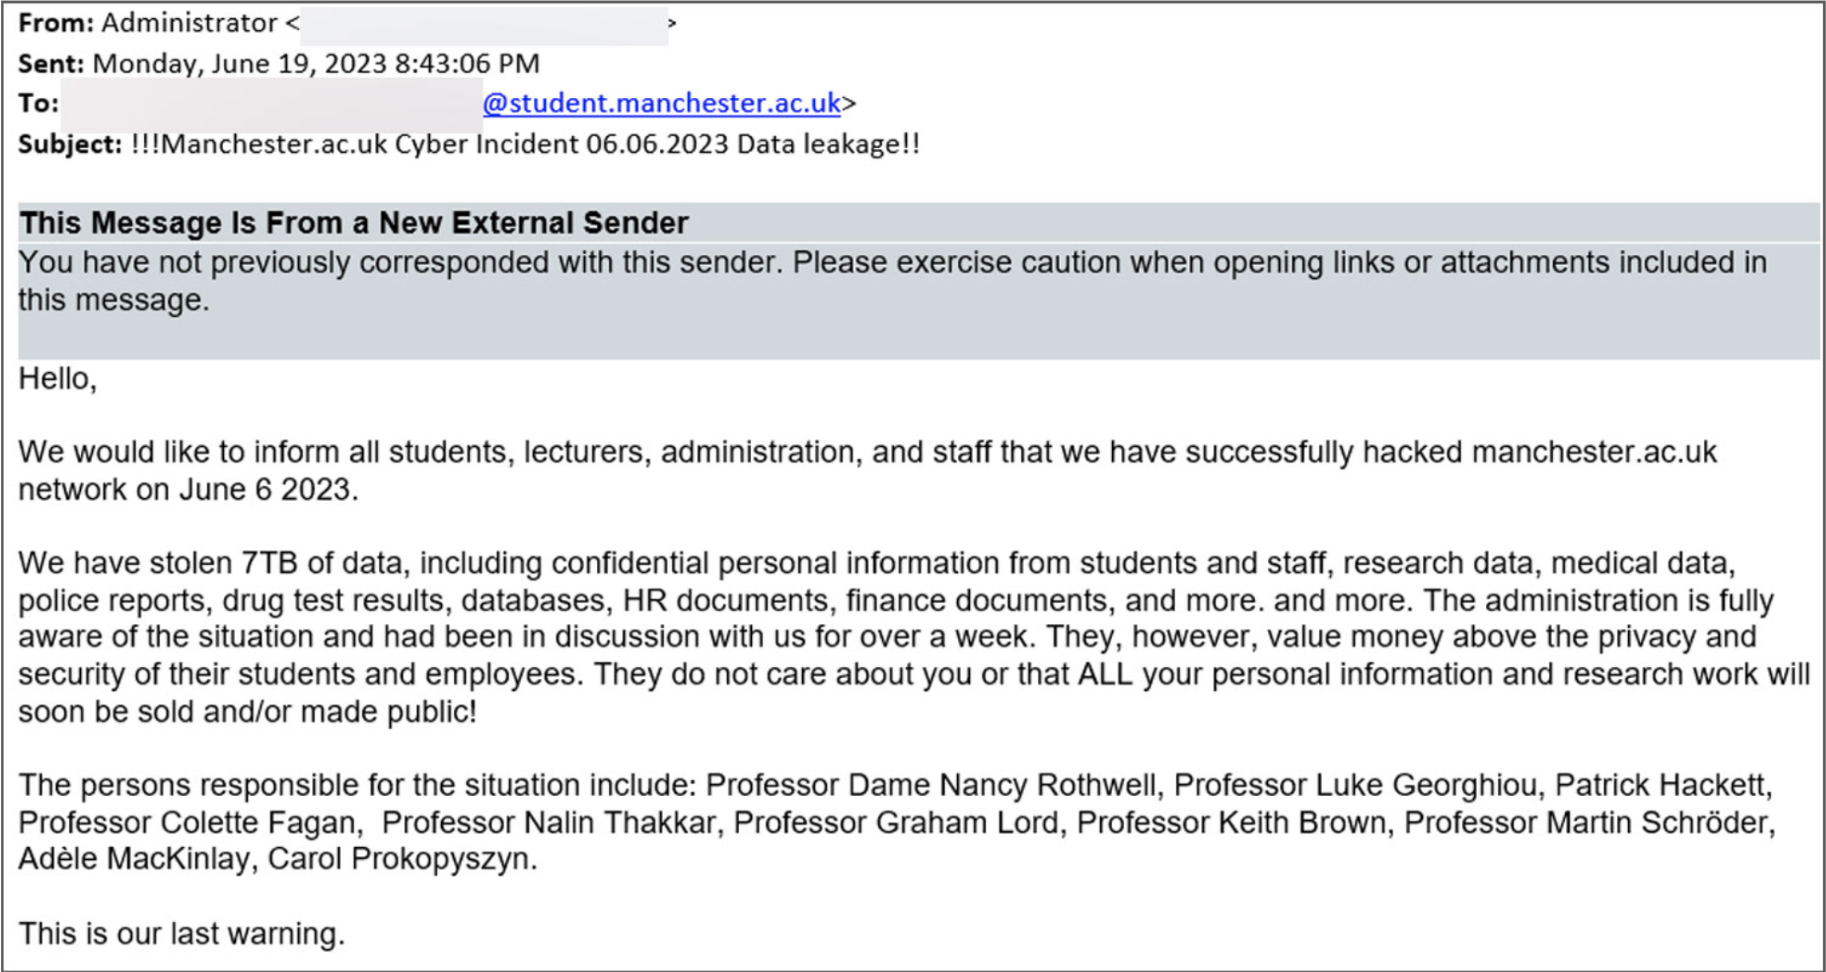 From: Administrator < >
Sent: Monday, June 19, 2023 8:43:06 PM
To: @student.manchester.ac.uk>
Subject: !!!Manchester.ac.uk Cyber Incident 06.06.2023 Data leakage!!
This Message Is From a New External Sender
You have not previously corresponded with this sender. Please exercise caution when opening links or attachments included in
this message.
Hello,
We would like to inform all students, lecturers, administration, and staff that we have successfully hacked manchester.ac.uk
network on June 6 2023.
We have stolen 7TB of data, including confidential personal information from students and staff, research data, medical data,
police reports, drug test results, databases, HR documents, finance documents, and more. and more. The administration is fully
aware of the situation and had been in discussion with us for over a week. They, however, value money above the privacy and
security of their students and employees. They do not care about you or that ALL your personal information and research work will
soon be sold and/or made public!
The persons responsible for the situation include: Professor Dame Nancy Rothwell, Professor Luke Georghiou, Patrick Hackett,
Professor Colette Fagan,  Professor Nalin Thakkar, Professor Graham Lord, Professor Keith Brown, Professor Martin Schröder,
Adèle MacKinlay, Carol Prokopyszyn.
This is our last warning.